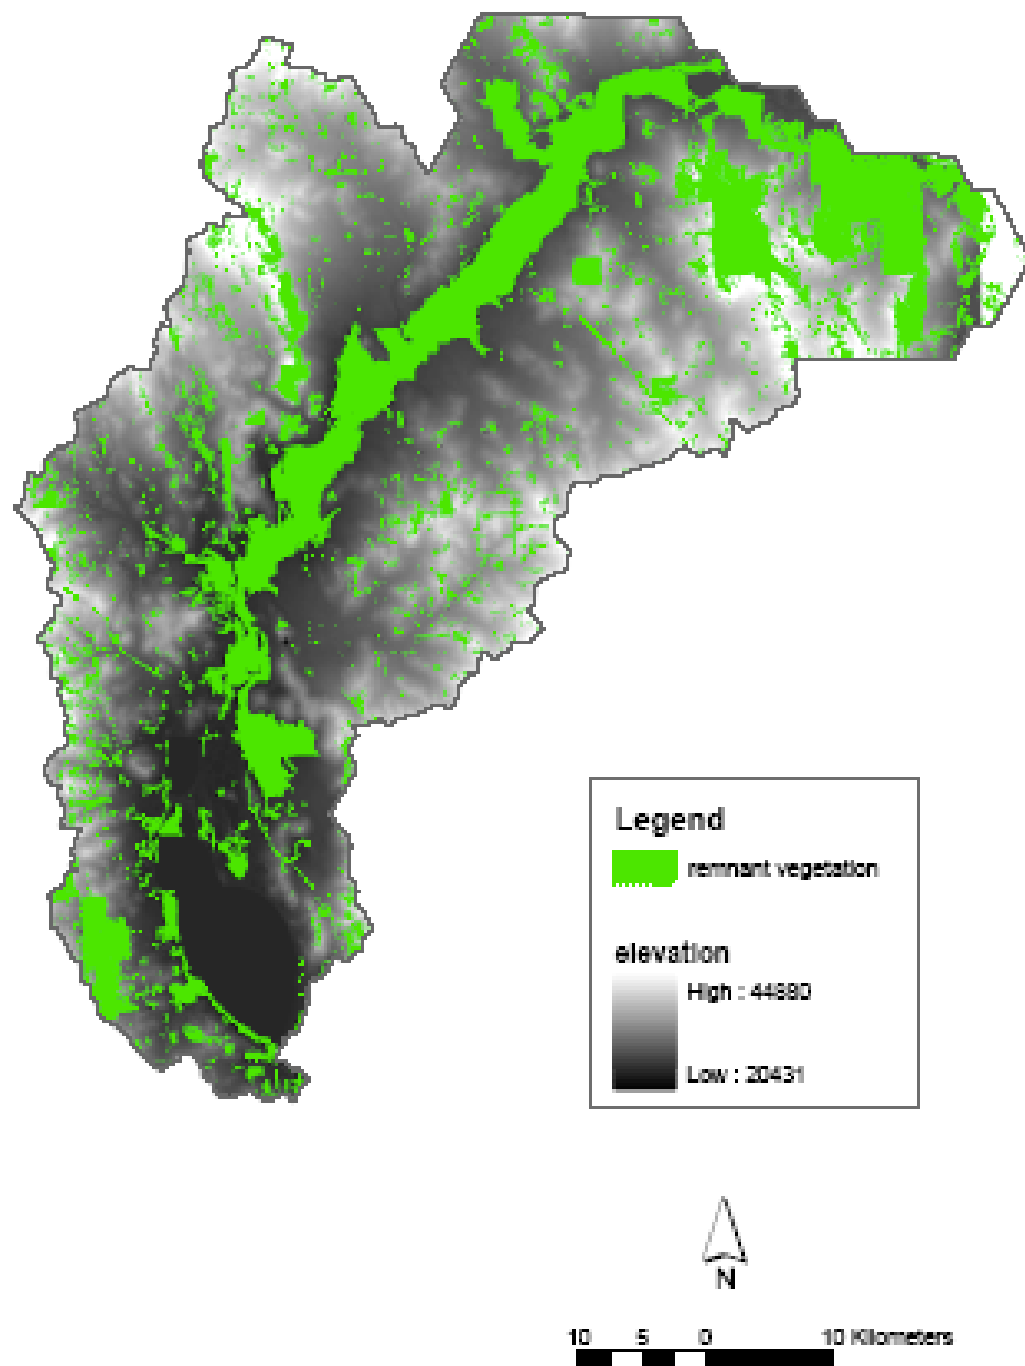 Legend
remnant vegetation
elevation
High : 44880
Low : 20431
N
10 5 0 10 Kilometers